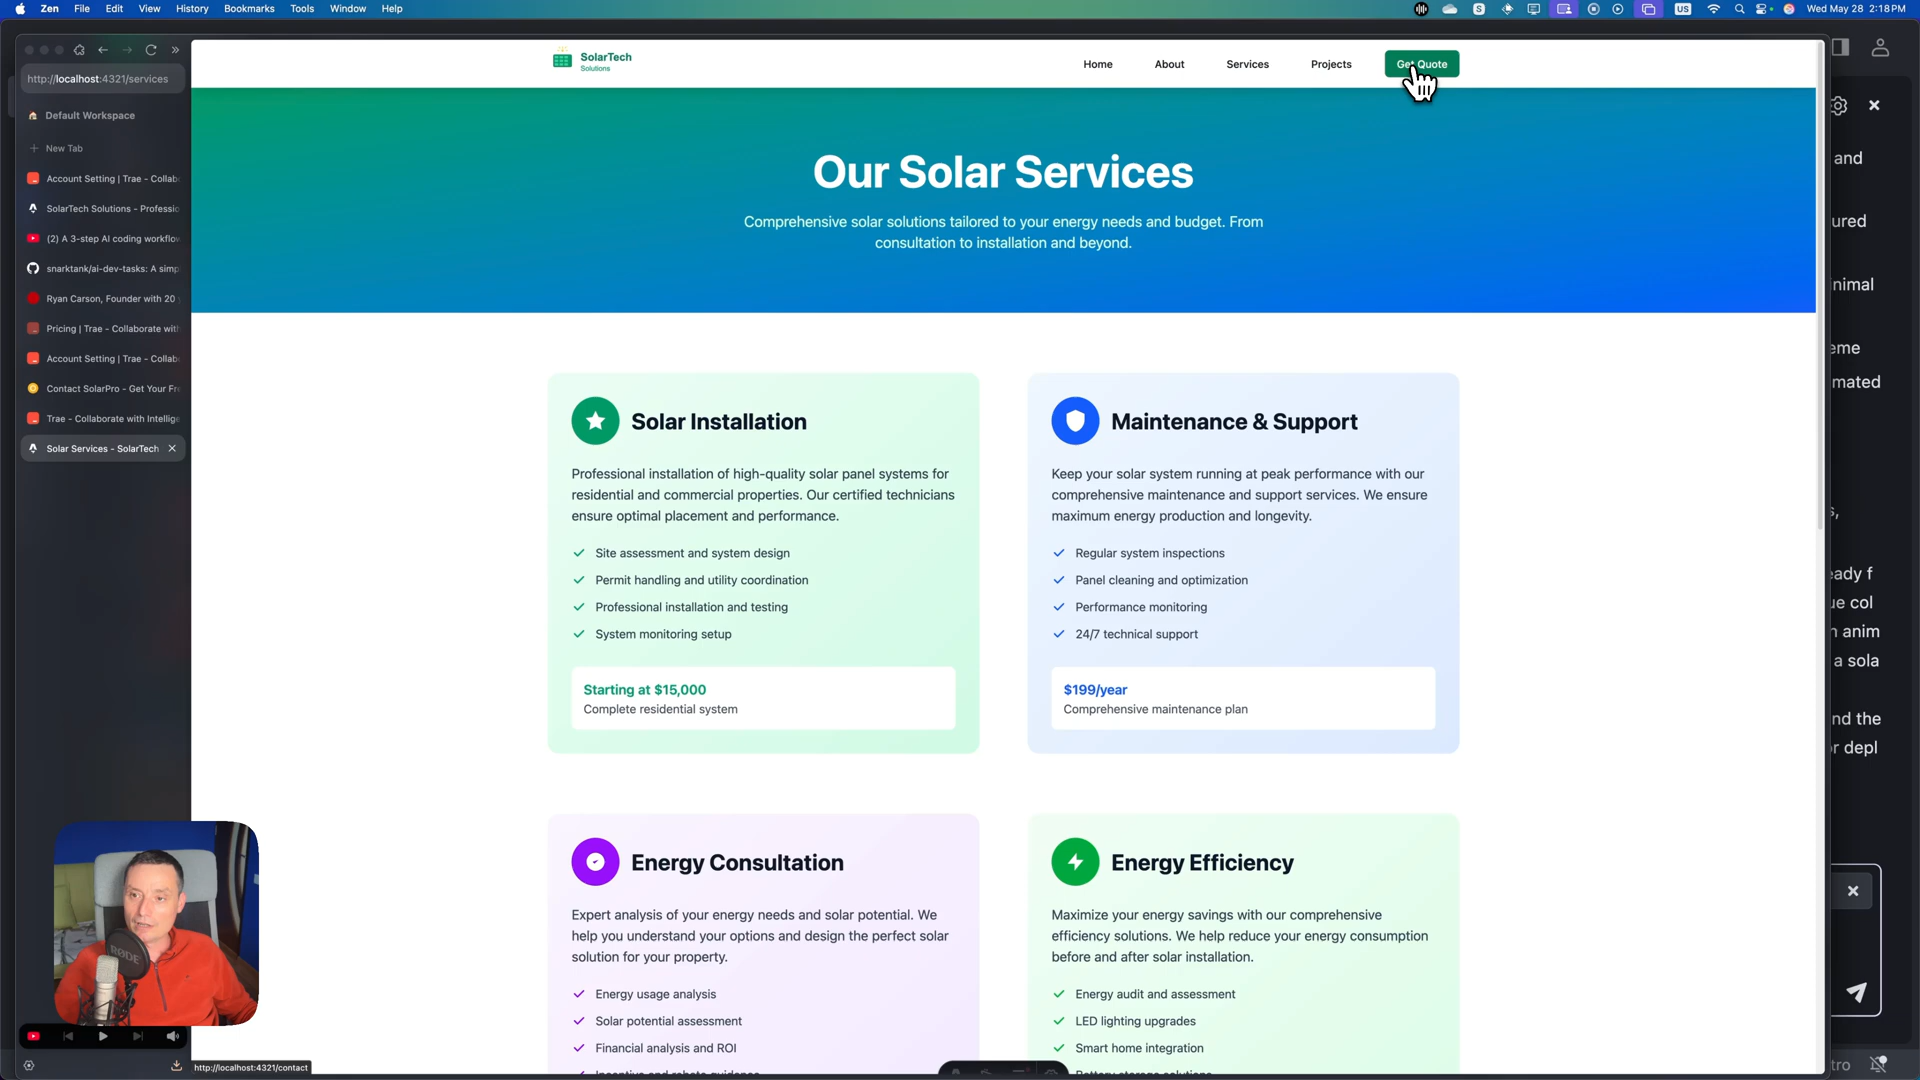 Zen File Edit View History Bookmarks Tools Window Help
US Wed May 28 2:18 PM
http://localhost:4321/services
Default Workspace
New Tab
Account Setting | Trae - Collab
SolarTech Solutions - Professio
(2) A 3-step AI coding workflow
snarktank/ai-dev-tasks: A simp
Ryan Carson, Founder with 20
Pricing | Trae - Collaborate with
Account Setting | Trae - Collab
Contact SolarPro - Get Your Fr
Trae - Collaborate with Intellige
Solar Services - SolarTech
SolarTech
Solutions
Home About Services Projects Get Quote
Our Solar Services
Comprehensive solar solutions tailored to your energy needs and budget. From
consultation to installation and beyond.
Solar Installation
Professional installation of high-quality solar panel systems for
residential and commercial properties. Our certified technicians
ensure optimal placement and performance.
Site assessment and system design
Permit handling and utility coordination
Professional installation and testing
System monitoring setup
Starting at $15,000
Complete residential system
Maintenance & Support
Keep your solar system running at peak performance with our
comprehensive maintenance and support services. We ensure
maximum energy production and longevity.
Regular system inspections
Panel cleaning and optimization
Performance monitoring
24/7 technical support
$199/year
Comprehensive maintenance plan
Energy Consultation
Expert analysis of your energy needs and solar potential. We
help you understand your options and design the perfect solar
solution for your property.
Energy usage analysis
Solar potential assessment
Financial analysis and ROI
Energy Efficiency
Maximize your energy savings with our comprehensive
efficiency solutions. We help reduce your energy consumption
before and after solar installation.
Energy audit and assessment
LED lighting upgrades
Smart home integration
and
ured
inimal
eme
mated
s,
eady f
ue col
n anim
a sola
nd the
r depl
tro
RØDE
http://localhost:4321/contact